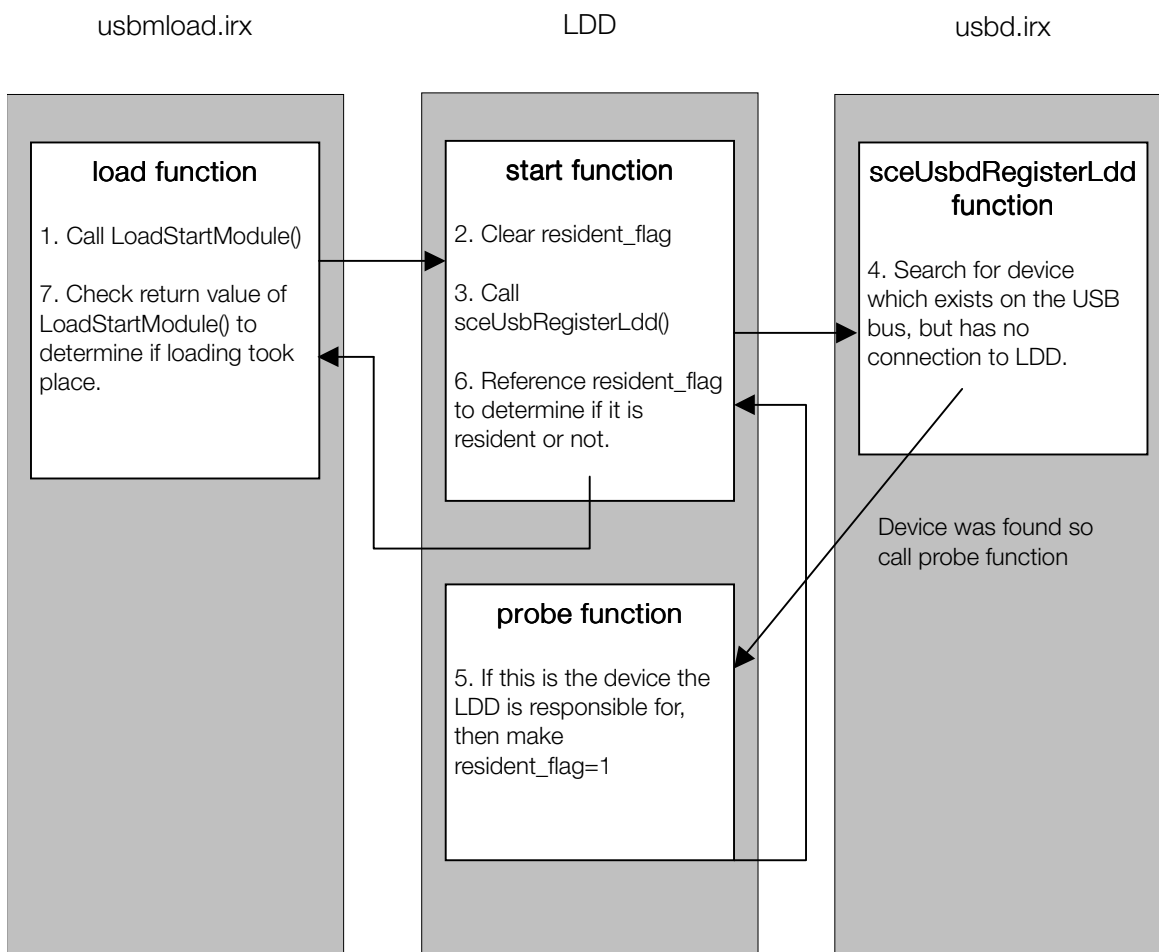 usbmload.irx
LDD
usbd.irx
load function
1. Call LoadStartModule()
7. Check return value of
LoadStartModule() to
determine if loading took
place.
start function
2. Clear resident_flag
3. Call
sceUsbRegisterLdd()
6. Reference resident_flag
to determine if it is
resident or not.
sceUsbdRegisterLdd
function
4. Search for device
which exists on the USB
bus, but has no
connection to LDD.
Device was found so
call probe function
probe function
5. If this is the device the
LDD is responsible for,
then make
resident_flag=1